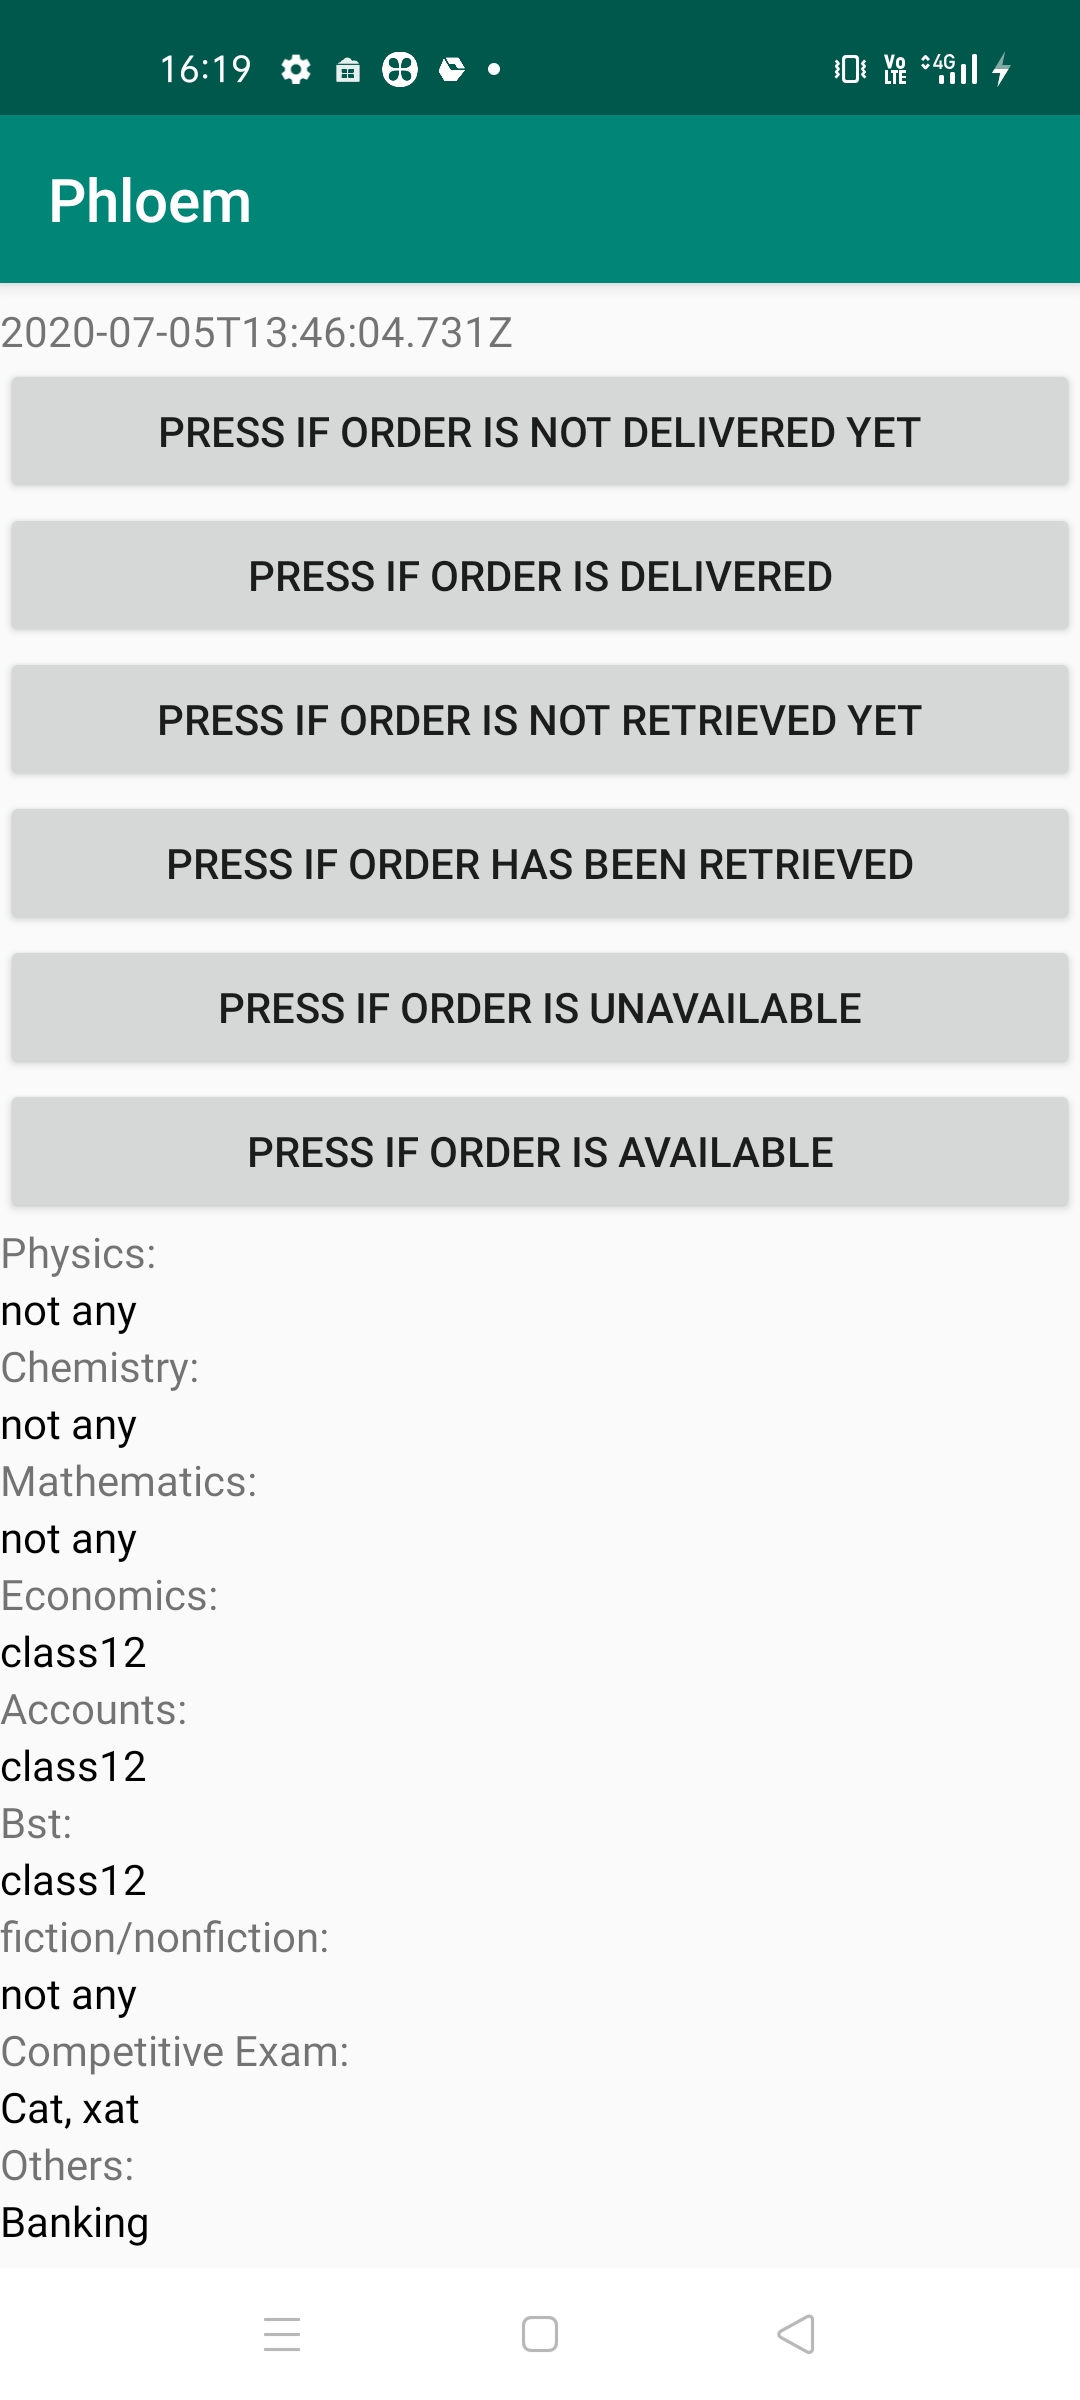 16:19 Vo LTE 4G
Phloem
2020-07-05T13:46:04.731Z
PRESS IF ORDER IS NOT DELIVERED YET
PRESS IF ORDER IS DELIVERED
PRESS IF ORDER IS NOT RETRIEVED YET
PRESS IF ORDER HAS BEEN RETRIEVED
PRESS IF ORDER IS UNAVAILABLE
PRESS IF ORDER IS AVAILABLE
Physics:
not any
Chemistry:
not any
Mathematics:
not any
Economics:
class12
Accounts:
class12
Bst:
class12
fiction/nonfiction:
not any
Competitive Exam:
Cat, xat
Others:
Banking